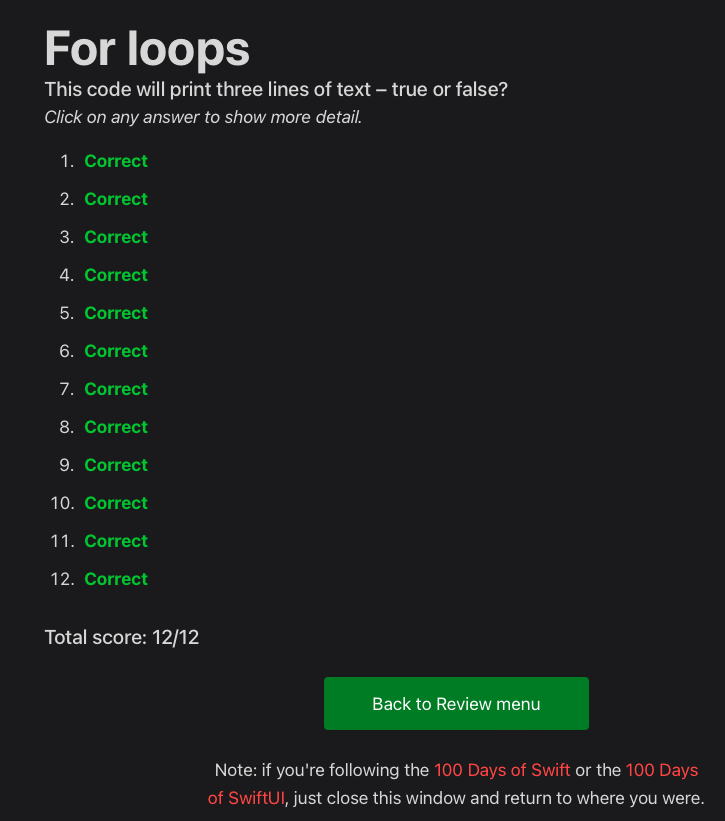 For loops
This code will print three lines of text – true or false?
Click on any answer to show more detail.
1. Correct
2. Correct
3. Correct
4. Correct
5. Correct
6. Correct
7. Correct
8. Correct
9. Correct
10. Correct
11. Correct
12. Correct
Total score: 12/12
Back to Review menu
Note: if you're following the 100 Days of Swift or the 100 Days
of SwiftUI, just close this window and return to where you were.